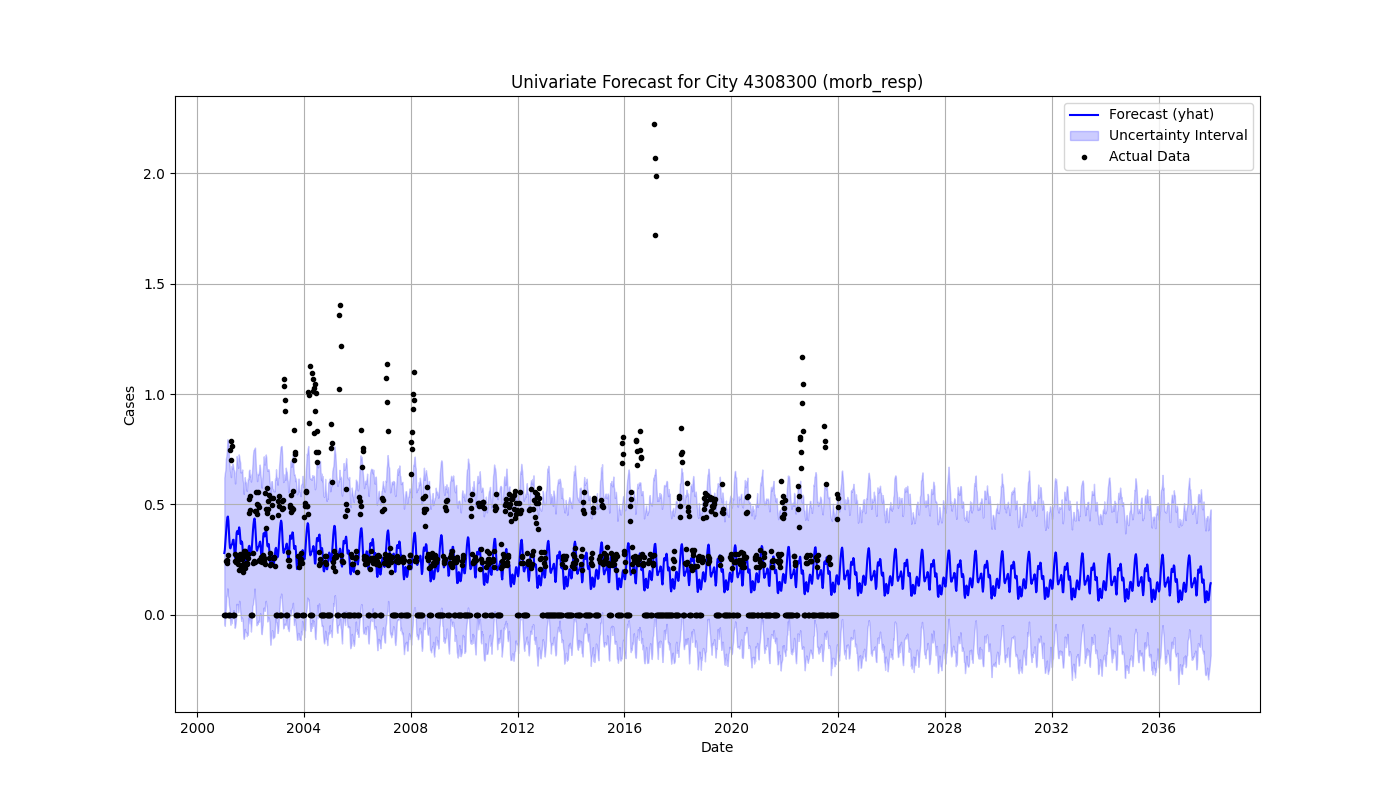 Univariate Forecast for City 4308300 (morb_resp)
Forecast (yhat)
Uncertainty Interval
Actual Data
Cases
2.0
1.5
1.0
0.5
0.0
2000 2004 2008 2012 2016 2020 2024 2028 2032 2036
Date